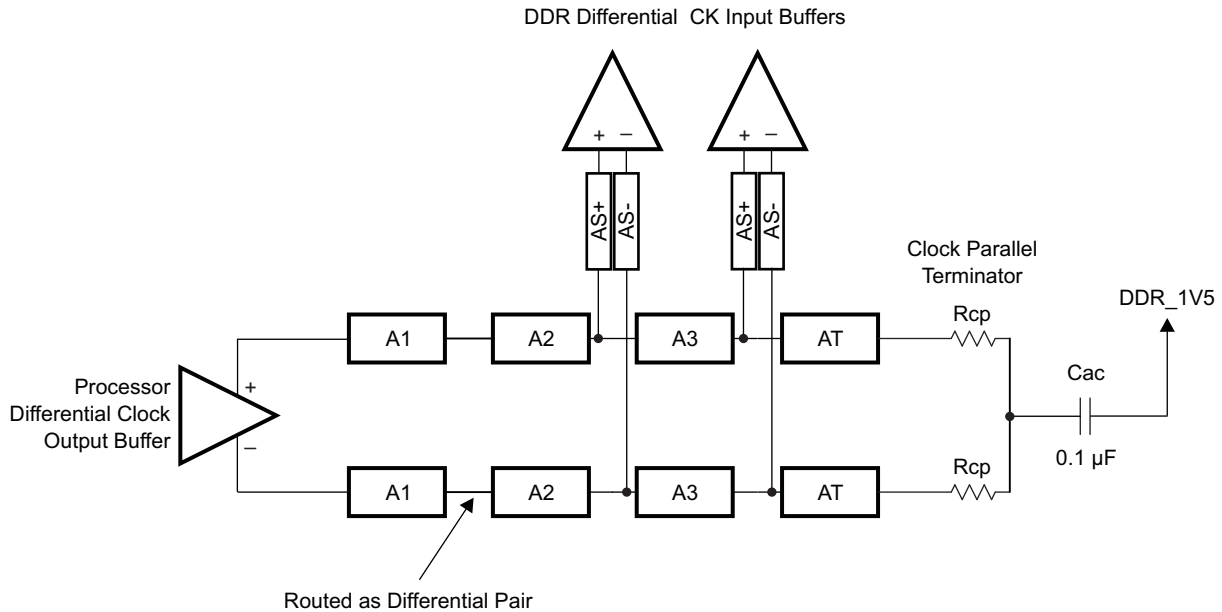 DDR Differential CK Input Buffers
+ −
+ −
AS+
AS-
AS+
AS-
Clock Parallel
Terminator
DDR_1V5
A1
A2
A3
AT
Rcp
Processor
Differential Clock
Output Buffer
+
−
Cac
0.1 µF
A1
A2
A3
AT
Rcp
Routed as Differential Pair